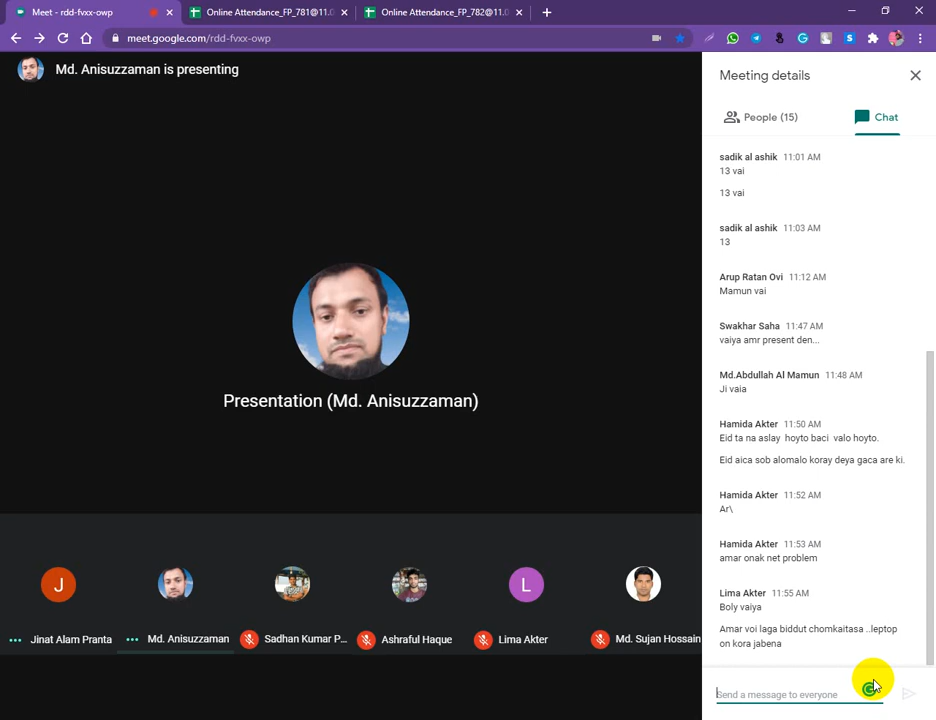 Meet - rdd-fvxx-owp
Online Attendance_FP_781@11.0
Online Attendance_FP_782@11.0
meet.google.com/rdd-fvxx-owp
Md. Anisuzzaman is presenting
Presentation (Md. Anisuzzaman)
J
L
Jinat Alam Pranta
Md. Anisuzzaman
Sadhan Kumar P...
Ashraful Haque
Lima Akter
Md. Sujan Hossain
Meeting details
People (15)
Chat
sadik al ashik 11:01 AM
13 vai
13 vai
sadik al ashik 11:03 AM
13
Arup Ratan Ovi 11:12 AM
Mamun vai
Swakhar Saha 11:47 AM
vaiya amr present den...
Md.Abdullah Al Mamun 11:48 AM
Ji vaia
Hamida Akter 11:50 AM
Eid ta na aslay hoyto baci valo hoyto.
Eid aica sob alomalo koray deya gaca are ki.
Hamida Akter 11:52 AM
Ar\
Hamida Akter 11:53 AM
amar onak net problem
Lima Akter 11:55 AM
Boly vaiya
Amar voi laga biddut chomkaitasa ..leptop
on kora jabena
Send a message to everyone